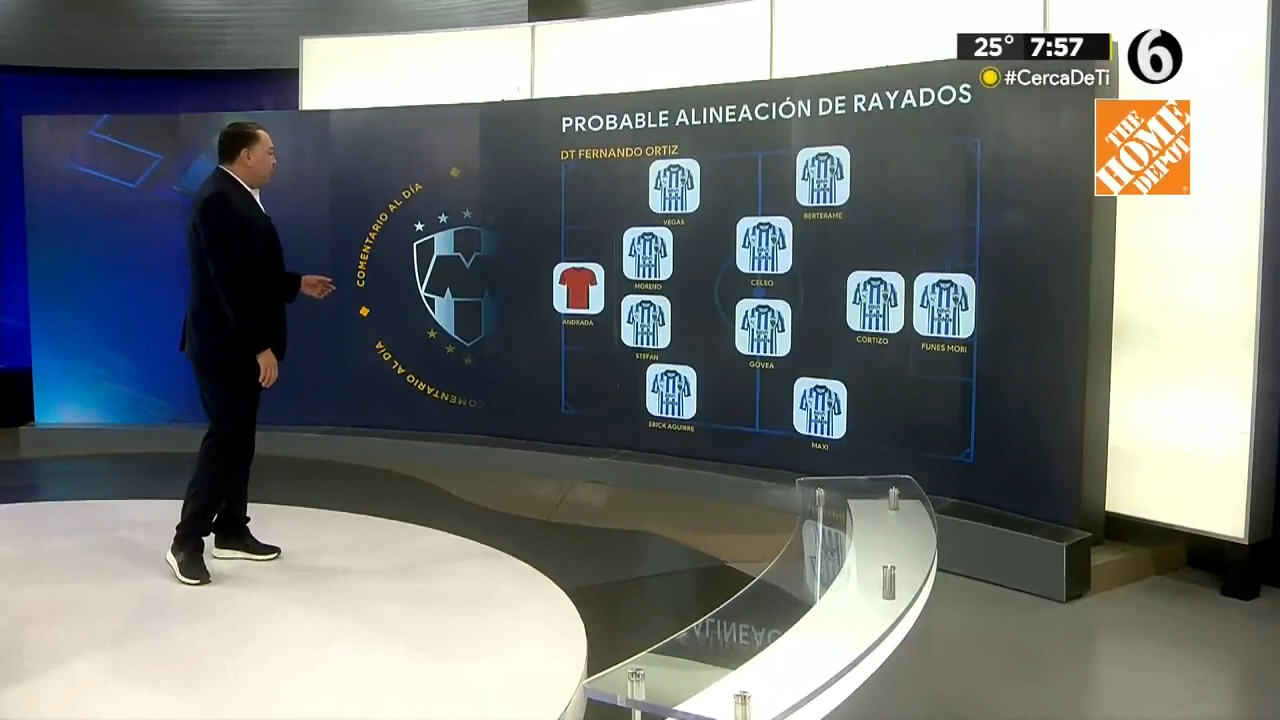 25° 7:57
#CercaDeTi
6
THE
HOME
DEPOT
PROBABLE ALINEACIÓN DE RAYADOS
DT FERNANDO ORTIZ
COMENTARIO AL DÍA
COMENTARIO AL DÍA
VEGAS
BERTERAME
MORENO
CELSO
ANDRADA
CORTIZO
FUNES MORI
STEFAN
GOVEA
ERICK AGUIRRE
MAXI